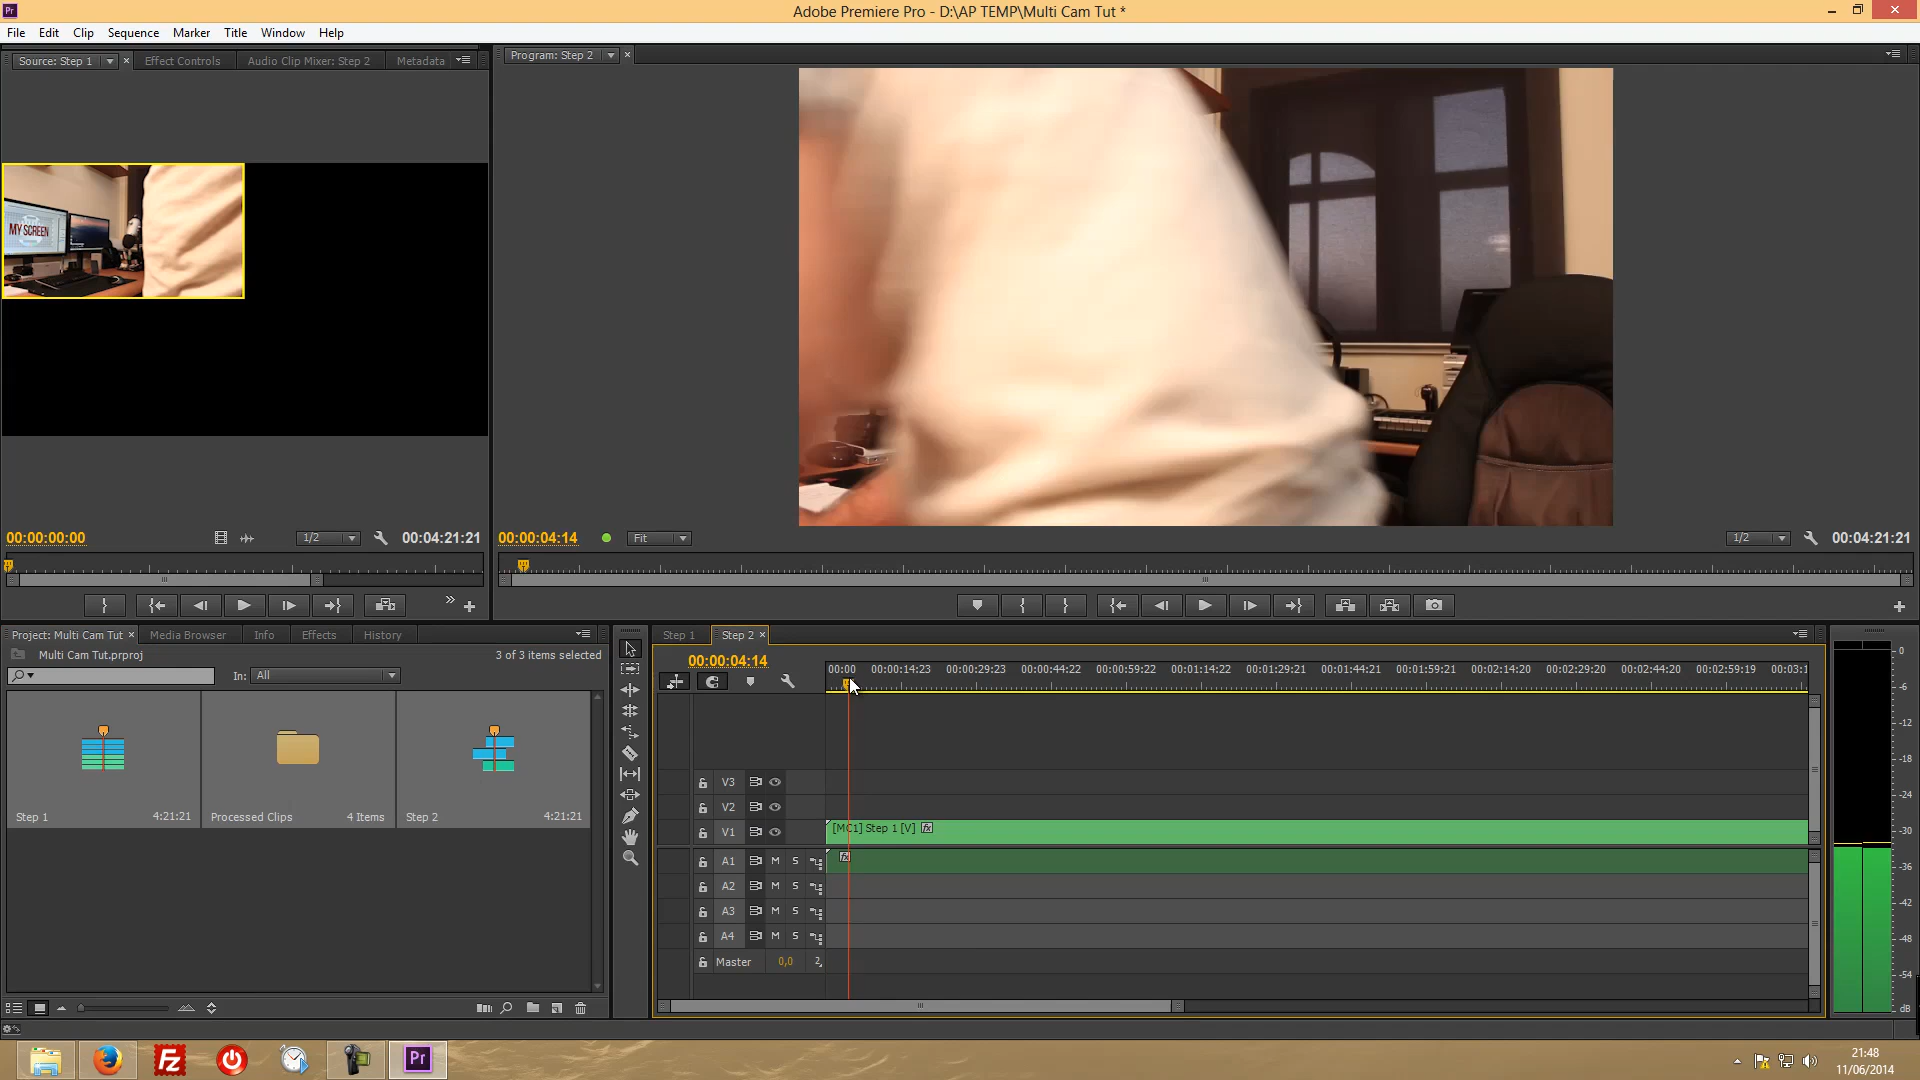 Pr
Adobe Premiere Pro - D:\AP TEMP\Multi Cam Tut *
File Edit Clip Sequence Marker Title Window Help
Source: Step 1 Effect Controls Audio Clip Mixer: Step 2 Metadata
Program: Step 2
MY SCREEN
00:00:00:00 1/2 00:04:21:21
00:00:04:14 Fit 1/2 00:04:21:21
Project: Multi Cam Tut Media Browser Info Effects History
Multi Cam Tut.prproj 3 of 3 items selected
In: All
Step 1 4:21:21
Processed Clips 4 Items
Step 2 4:21:21
Step 1 Step 2
00:00:04:14
00:00 00:00:14:23 00:00:29:23 00:00:44:22 00:00:59:22 00:01:14:22 00:01:29:21 00:01:44:21 00:01:59:21 00:02:14:20 00:02:29:20 00:02:44:20 00:02:59:19 00:03:1
V3
V2
V1 [MC1] Step 1 [V] fx
A1 M S fx
A2 M S
A3 M S
A4 M S
Master 0,0 2
0
-6
-12
-18
-24
-30
-36
-42
-48
-54
dB
Fz
Pr
21:48
11/06/2014